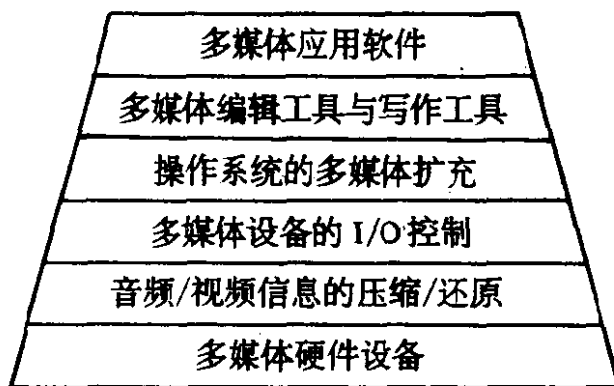 多媒体应用软件
多媒体编辑工具与写作工具
操作系统的多媒体扩充
多媒体设备的 I/O 控制
音频/视频信息的压缩/还原
多媒体硬件设备